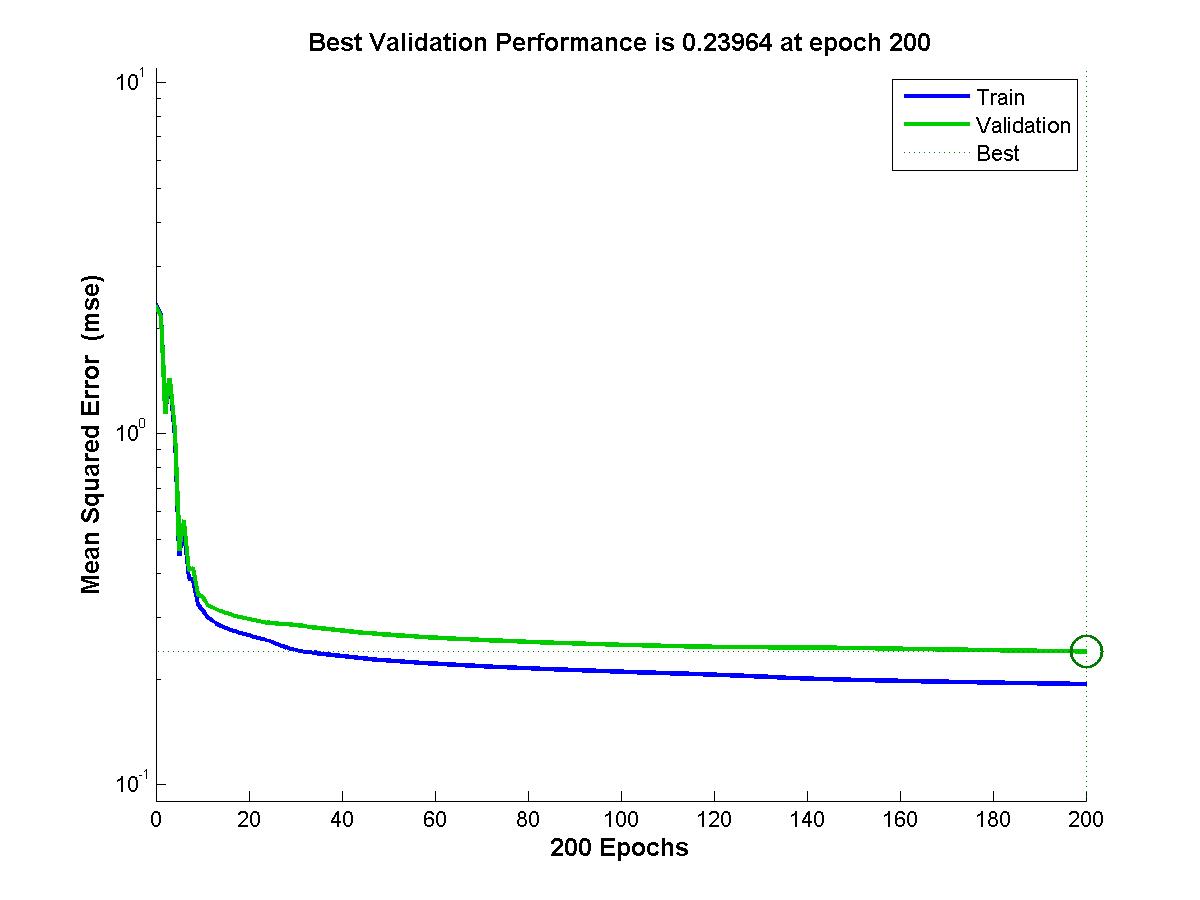 Best Validation Performance is 0.23964 at epoch 200
Train
Validation
Best
10^1
10^0
10^-1
Mean Squared Error (mse)
0 20 40 60 80 100 120 140 160 180 200
200 Epochs